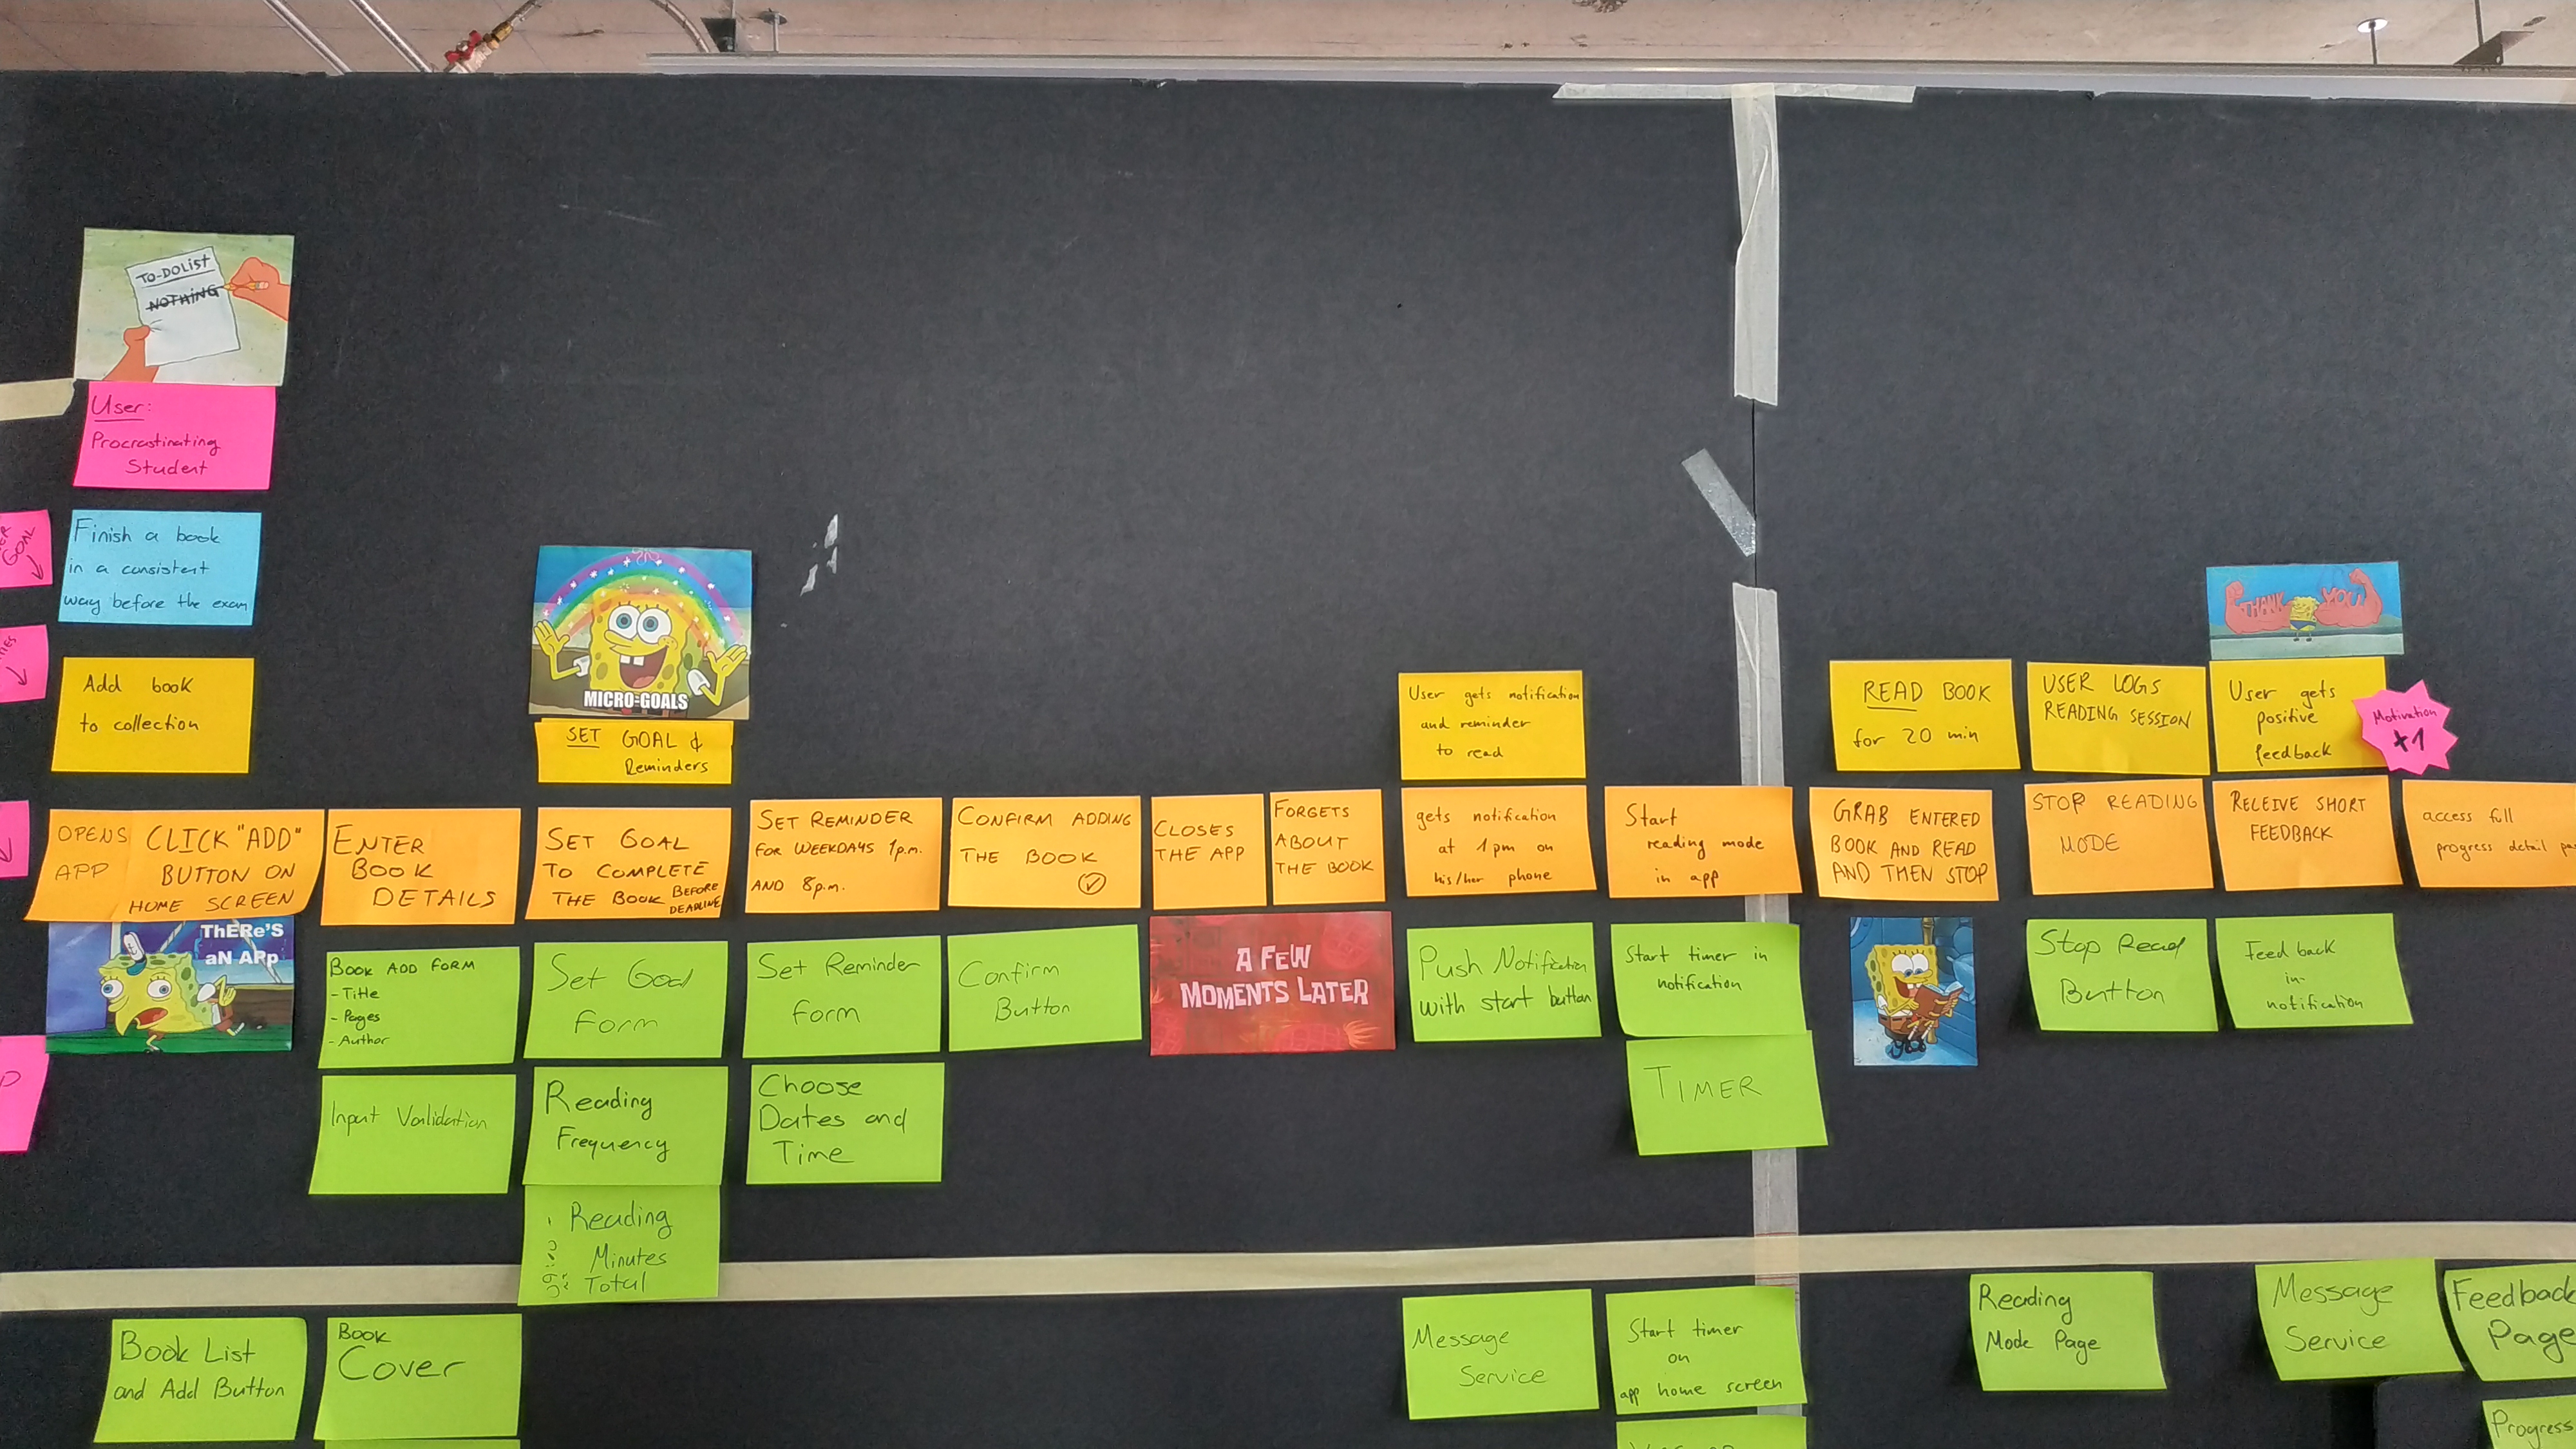 TO-DO LIST
NOTHING
User:
Procrastinating
Student
GOAL
Finish a book
in a consistent
way before the exam
Add book
to collection
MICRO-GOALS
SET GOAL &
Reminders
User gets notification
and reminder
to read
READ BOOK
for 20 min
USER LOGS
READING SESSION
THANK YOU
User gets
positive
feedback
Motivation
+1
OPENS
APP
CLICK "ADD"
BUTTON ON
HOME SCREEN
ENTER
BOOK
DETAILS
SET GOAL
TO COMPLETE
THE BOOK BEFORE
DEADLINE
SET REMINDER
FOR WEEKDAYS 1p.m.
AND 8p.m.
CONFIRM ADDING
THE BOOK
CLOSES
THE APP
FORGETS
ABOUT
THE BOOK
gets notification
at 1pm on
his/her phone
Start
reading mode
in app
GRAB ENTERED
BOOK AND READ
AND THEN STOP
STOP READING
MODE
RECEIVE SHORT
FEEDBACK
access full
progress detail
ThERe'S
aN APp
BOOK ADD FORM
- Title
- Pages
- Author
Set Goal
Form
Set Reminder
Form
Confirm
Button
A FEW
MOMENTS LATER
Push Notification
with start button
Start timer in
notification
Stop Read
Button
Feed back
in-
notification
Input Validation
Reading
Frequency
Choose
Dates and
Time
TIMER
Reading
Minutes
Total
Book List
and Add Button
BOOK
Cover
Message
Service
Start timer
on
app home screen
Reading
Mode Page
Message
Service
Feedback
Page
Progress